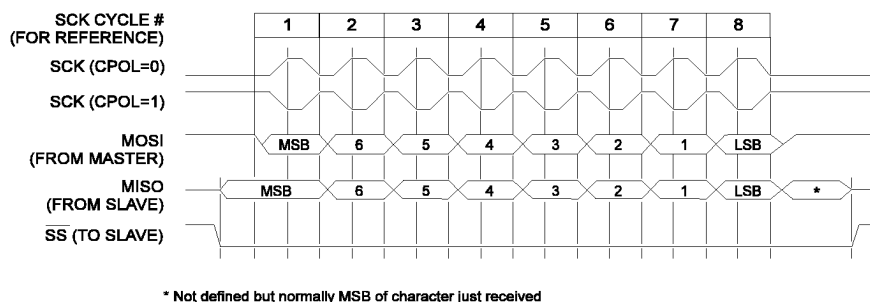 SCK CYCLE #
(FOR REFERENCE)
1 2 3 4 5 6 7 8
SCK (CPOL=0)
SCK (CPOL=1)
MOSI
(FROM MASTER)
MSB 6 5 4 3 2 1 LSB
MISO
(FROM SLAVE)
MSB 6 5 4 3 2 1 LSB *
SS (TO SLAVE)
* Not defined but normally MSB of character just received